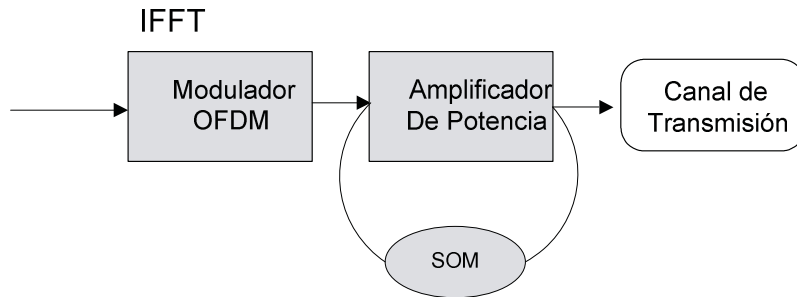 IFFT
Modulador
OFDM
Amplificador
De Potencia
Canal de
Transmisión
SOM